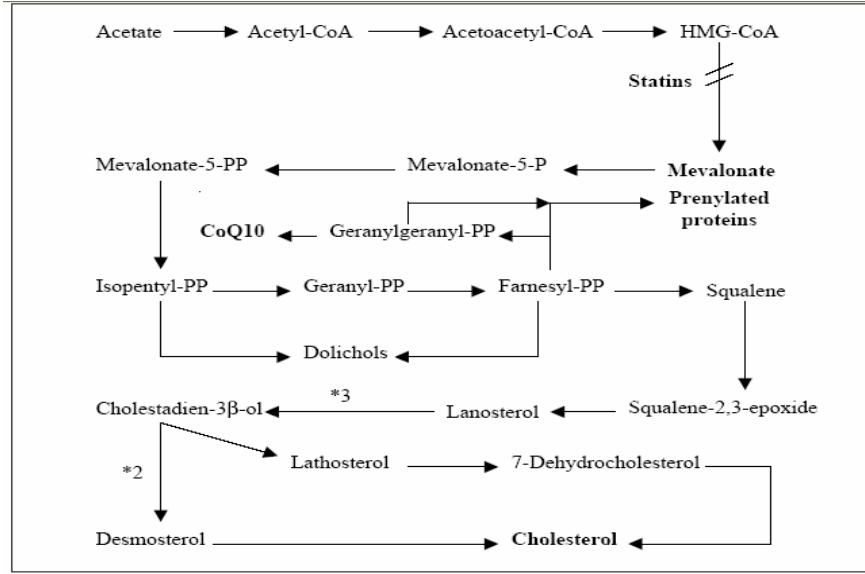 Acetate Acetyl-CoA Acetoacetyl-CoA HMG-CoA
Statins
Mevalonate-5-PP Mevalonate-5-P Mevalonate
Prenylated
proteins
CoQ10 Geranylgeranyl-PP
Isopentyl-PP Geranyl-PP Farnesyl-PP Squalene
Dolichols
*3
Cholestadien-3β-ol Lanosterol Squalene-2,3-epoxide
Lathosterol 7-Dehydrocholesterol
*2
Desmosterol Cholesterol